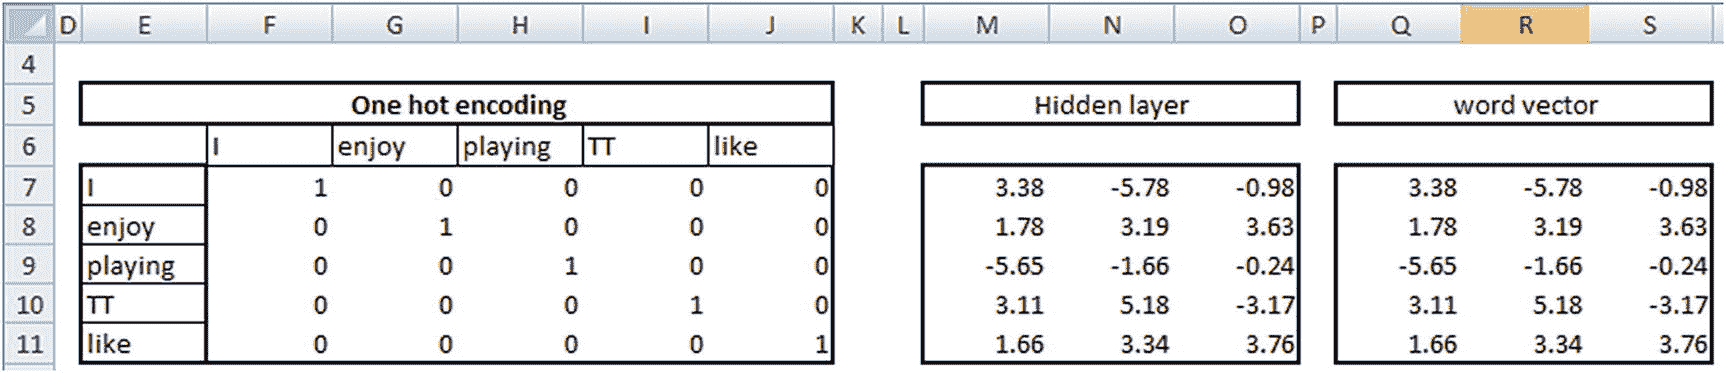 D E F G H I J K L M N O P Q R S
4
5 One hot encoding Hidden layer word vector
6 I enjoy playing TT like
7 I 1 0 0 0 0 3.38 -5.78 -0.98 3.38 -5.78 -0.98
8 enjoy 0 1 0 0 0 1.78 3.19 3.63 1.78 3.19 3.63
9 playing 0 0 1 0 0 -5.65 -1.66 -0.24 -5.65 -1.66 -0.24
10 TT 0 0 0 1 0 3.11 5.18 -3.17 3.11 5.18 -3.17
11 like 0 0 0 0 1 1.66 3.34 3.76 1.66 3.34 3.76